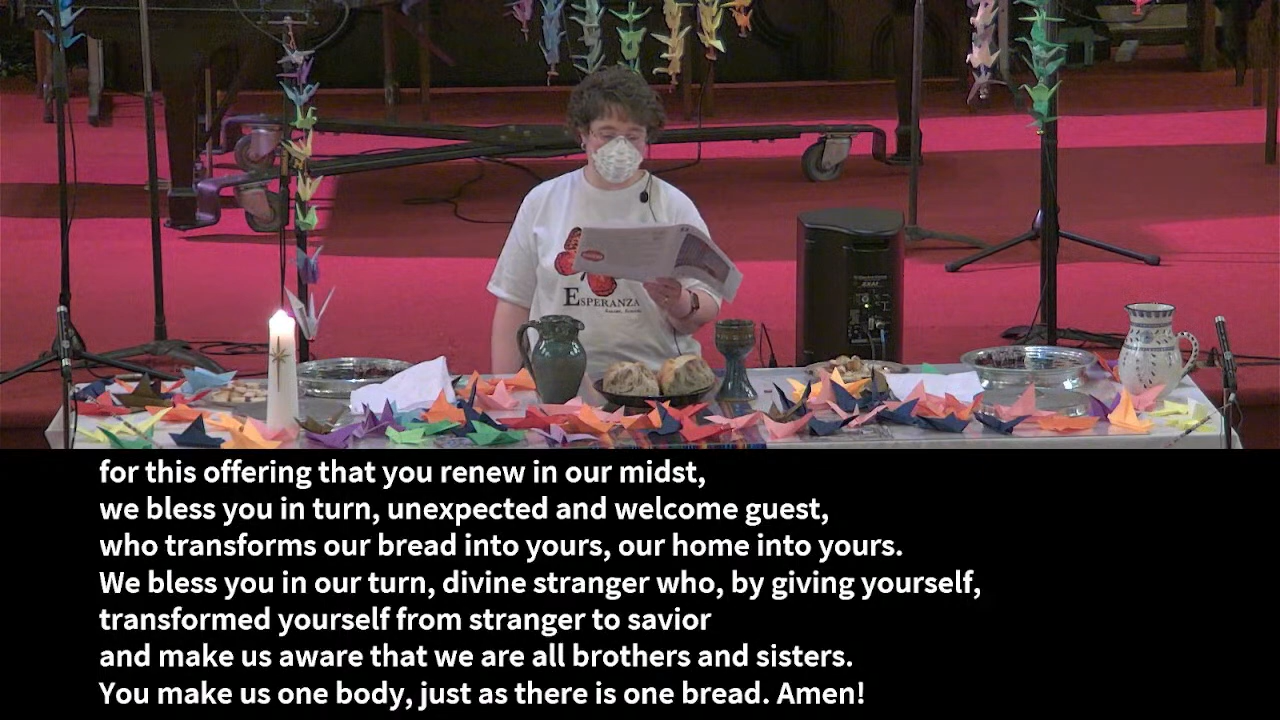 ESPERANZA
for this offering that you renew in our midst,
we bless you in turn, unexpected and welcome guest,
who transforms our bread into yours, our home into yours.
We bless you in our turn, divine stranger who, by giving yourself,
transformed yourself from stranger to savior
and make us aware that we are all brothers and sisters.
You make us one body, just as there is one bread. Amen!